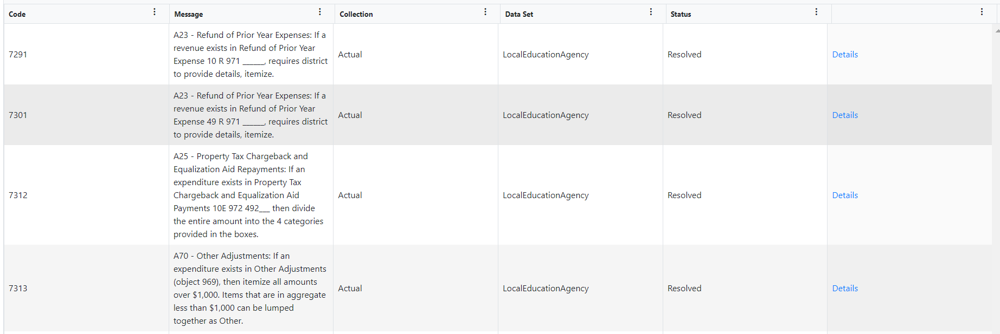 Code Message Collection Data Set Status
7291
A23 - Refund of Prior Year Expenses: If a
revenue exists in Refund of Prior Year
Expense 10 R 971 ______, requires district
to provide details, itemize.
Actual
LocalEducationAgency
Resolved
Details
7301
A23 - Refund of Prior Year Expenses: If a
revenue exists in Refund of Prior Year
Expense 49 R 971 ______, requires district
to provide details, itemize.
Actual
LocalEducationAgency
Resolved
Details
7312
A25 - Property Tax Chargeback and
Equalization Aid Repayments: If an
expenditure exists in Property Tax
Chargeback and Equalization Aid
Payments 10E 972 492___ then divide
the entire amount into the 4 categories
provided in the boxes.
Actual
LocalEducationAgency
Resolved
Details
7313
A70 - Other Adjustments: If an
expenditure exists in Other Adjustments
(object 969), then itemize all amounts
over $1,000. Items that are in aggregate
less than $1,000 can be lumped
together as Other.
Actual
LocalEducationAgency
Resolved
Details